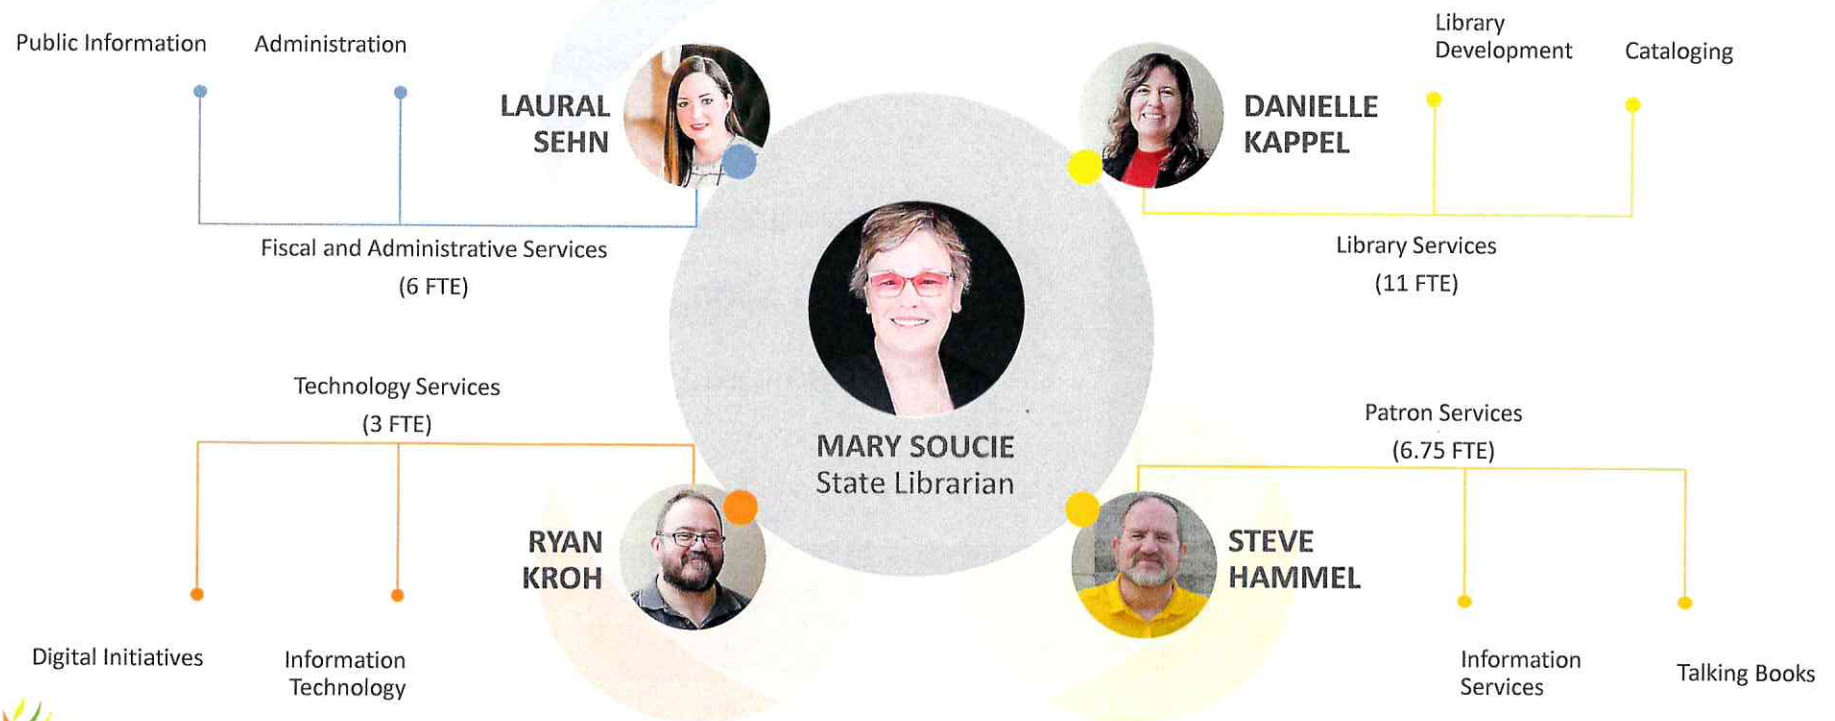 Public Information
Administration
LAURAL
SEHN
Fiscal and Administrative Services
(6 FTE)
DANIELLE
KAPPEL
Library
Development
Cataloging
Library Services
(11 FTE)
MARY SOUCIE
State Librarian
Technology Services
(3 FTE)
RYAN
KROH
Digital Initiatives
Information
Technology
Patron Services
(6.75 FTE)
STEVE
HAMMEL
Information
Services
Talking Books